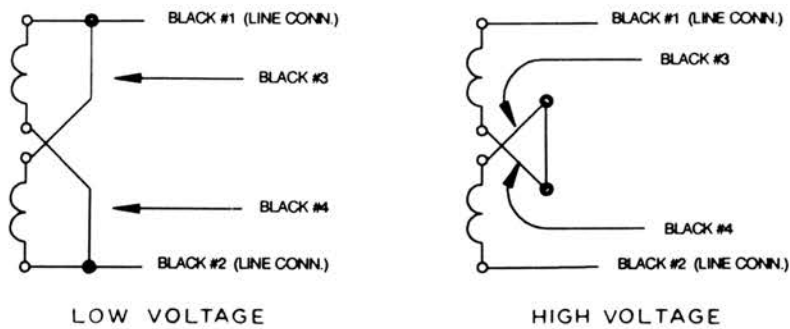 BLACK #1 (LINE CONN.)
BLACK #3
BLACK #4
BLACK #2 (LINE CONN.)
LOW VOLTAGE
BLACK #1 (LINE CONN.)
BLACK #3
BLACK #4
BLACK #2 (LINE CONN.)
HIGH VOLTAGE